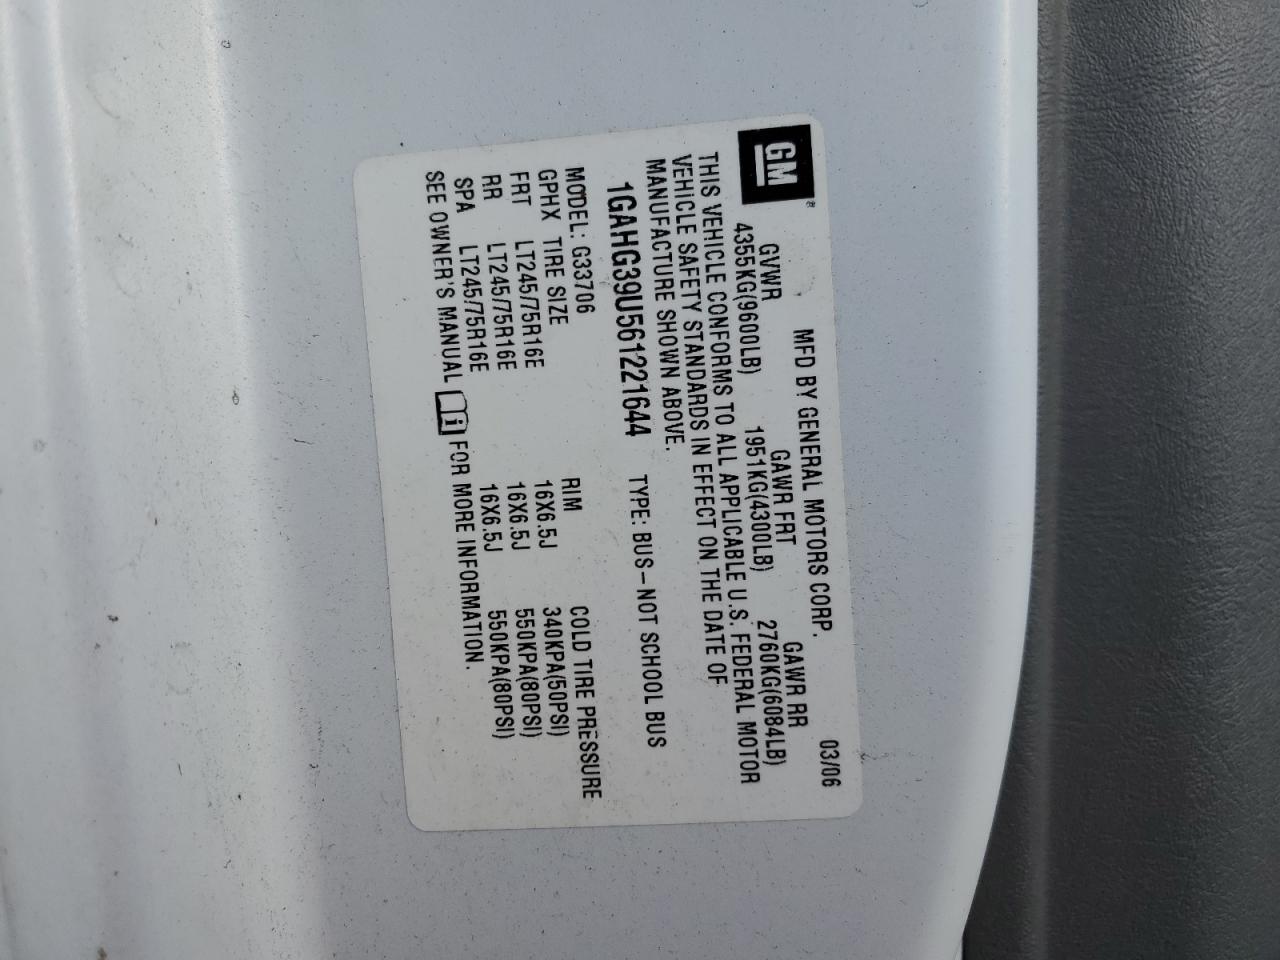 GM®
MFD BY GENERAL MOTORS CORP. 03/06
GVWR GAWR FRT GAWR RR
4355KG(9600LB) 1951KG(4300LB) 2760KG(6084LB)
THIS VEHICLE CONFORMS TO ALL APPLICABLE U.S. FEDERAL MOTOR
VEHICLE SAFETY STANDARDS IN EFFECT ON THE DATE OF
MANUFACTURE SHOWN ABOVE.
1GAHG39U561221644 TYPE: BUS-NOT SCHOOL BUS
MODEL: G33706
GPHX TIRE SIZE RIM COLD TIRE PRESSURE
FRT LT245/75R16E 16X6.5J 340KPA(50PSI)
RR LT245/75R16E 16X6.5J 550KPA(80PSI)
SPA LT245/75R16E 16X6.5J 550KPA(80PSI)
SEE OWNER'S MANUAL i FOR MORE INFORMATION.